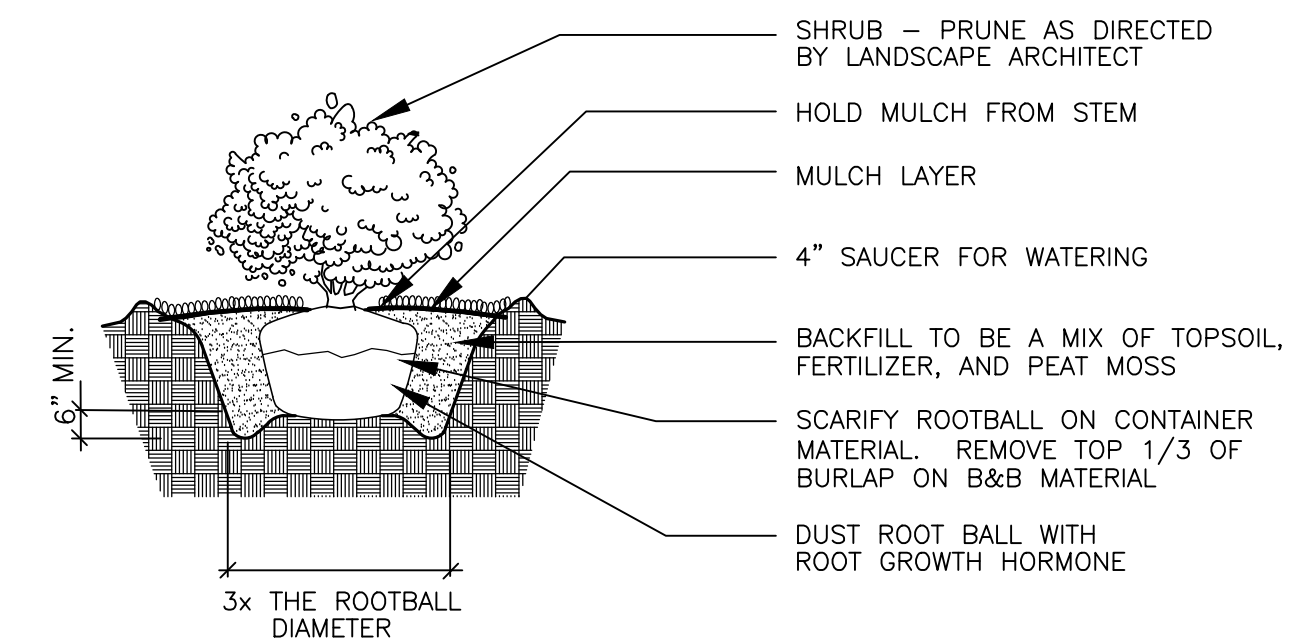 SHRUB – PRUNE AS DIRECTED
BY LANDSCAPE ARCHITECT
HOLD MULCH FROM STEM
MULCH LAYER
4” SAUCER FOR WATERING
BACKFILL TO BE A MIX OF TOPSOIL,
FERTILIZER, AND PEAT MOSS
SCARIFY ROOTBALL ON CONTAINER
MATERIAL. REMOVE TOP 1/3 OF
BURLAP ON B&B MATERIAL
DUST ROOT BALL WITH
ROOT GROWTH HORMONE
6” MIN.
3x THE ROOTBALL
DIAMETER